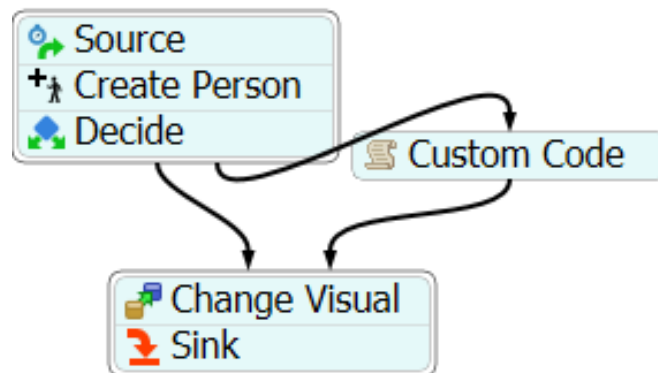 Source
Create Person
Decide
Custom Code
Change Visual
Sink